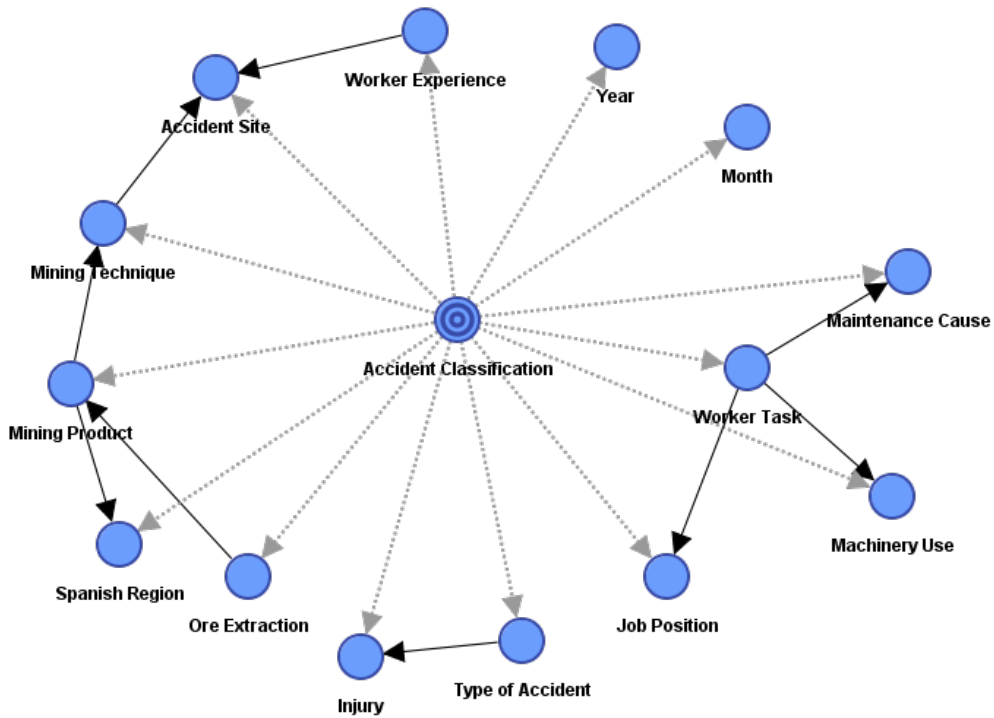 Worker Experience
Year
Accident Site
Month
Mining Technique
Maintenance Cause
Accident Classification
Worker Task
Mining Product
Machinery Use
Spanish Region
Ore Extraction
Job Position
Type of Accident
Injury